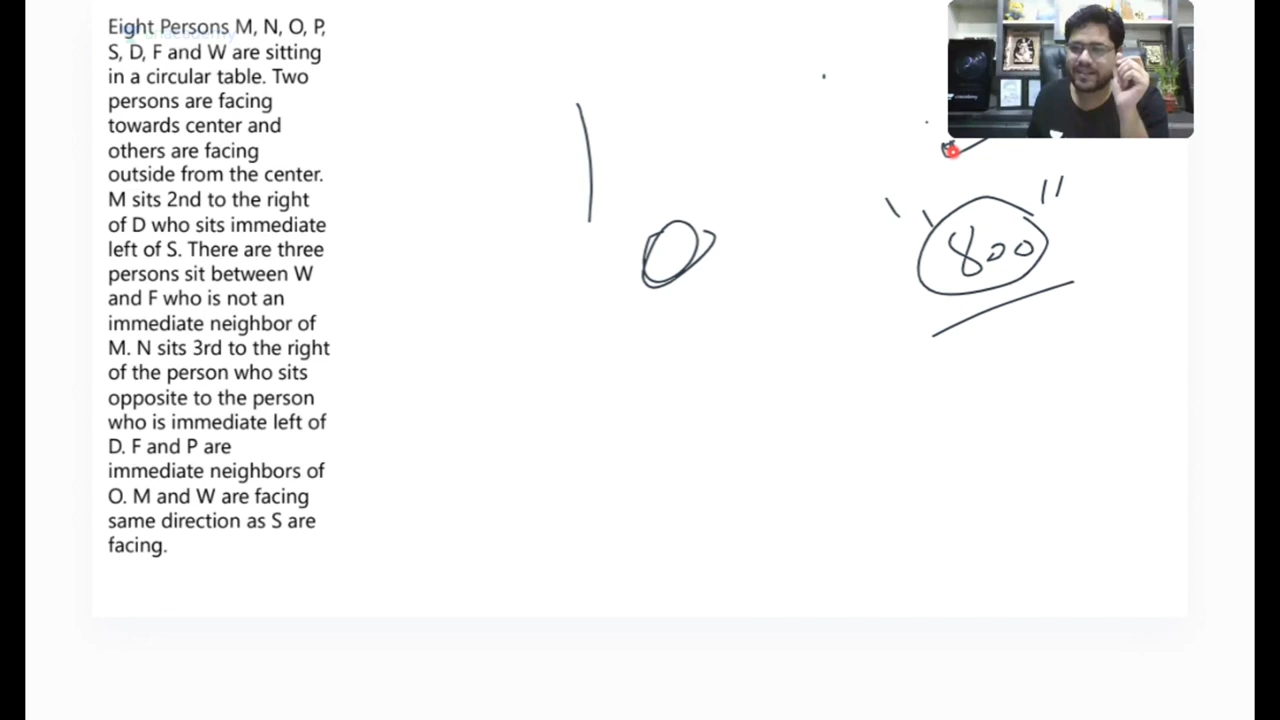 Eight Persons M, N, O, P,
S, D, F and W are sitting
in a circular table. Two
persons are facing
towards center and
others are facing
outside from the center.
M sits 2nd to the right
of D who sits immediate
left of S. There are three
persons sit between W
and F who is not an
immediate neighbor of
M. N sits 3rd to the right
of the person who sits
opposite to the person
who is immediate left of
D. F and P are
immediate neighbors of
O. M and W are facing
same direction as S are
facing.
800